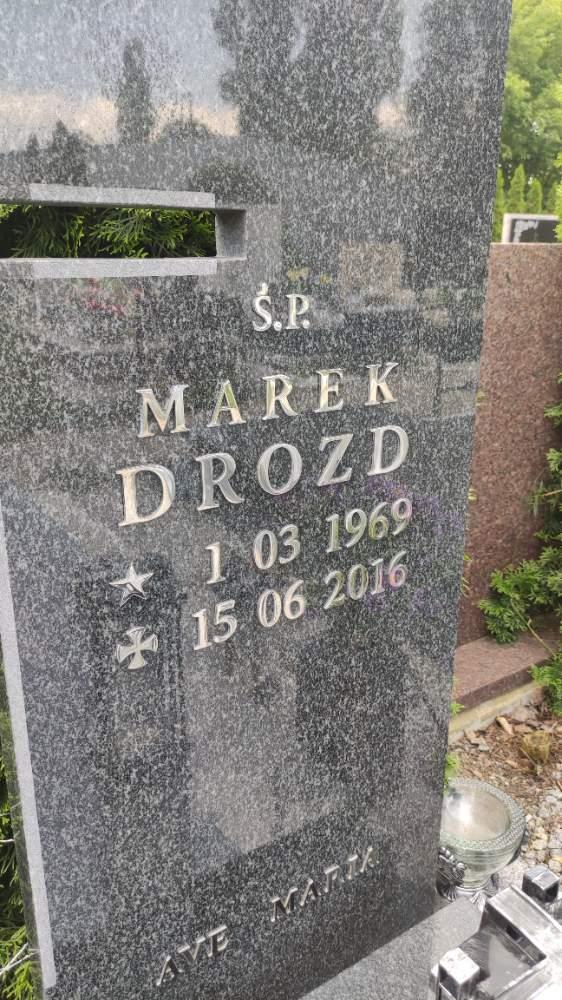 Ś.P.
MAREK
DROZD
1 03 1969
15 06 2016
AVE MARIA